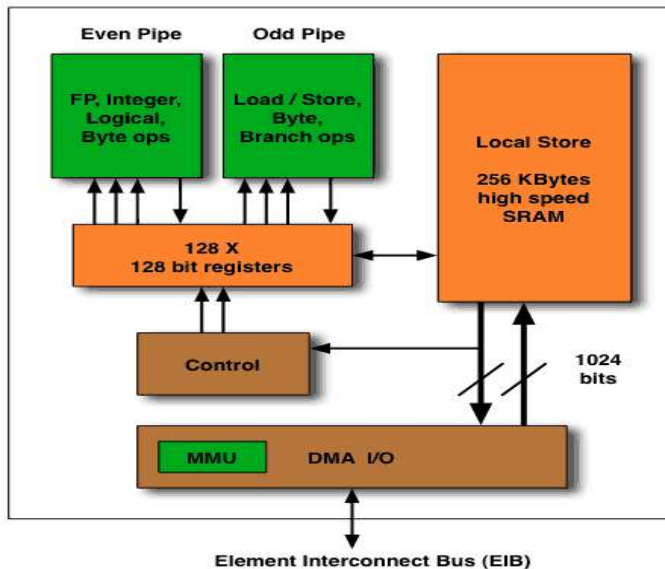 Even Pipe
Odd Pipe
FP, Integer,
Logical,
Byte ops
Load / Store,
Byte,
Branch ops
Local Store
256 KBytes
high speed
SRAM
128 X
128 bit registers
Control
1024
bits
MMU
DMA I/O
Element Interconnect Bus (EIB)